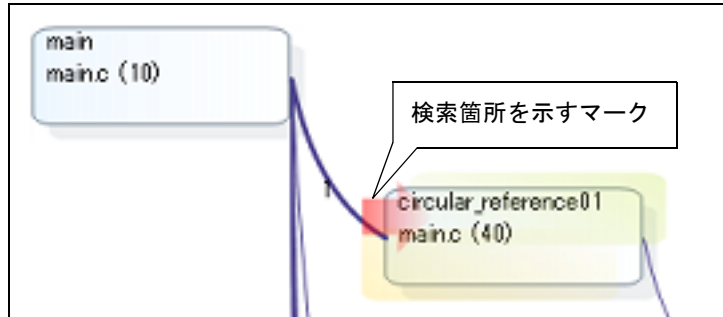 main
main.c (10)
検索箇所を示すマーク
1
circular_reference01
main.c (40)